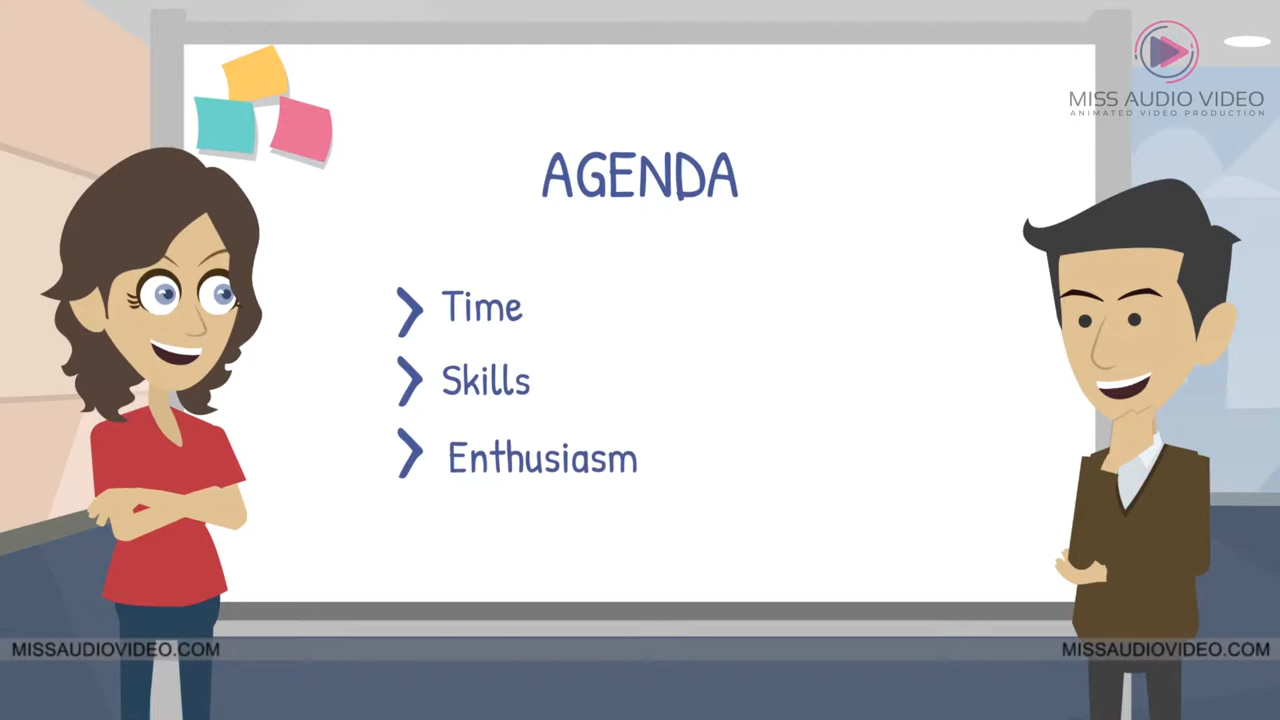 MISS AUDIO VIDEO
ANIMATED VIDEO PRODUCTION
AGENDA
Time
Skills
Enthusiasm
MISSAUDIOVIDEO.COM
MISSAUDIOVIDEO.COM